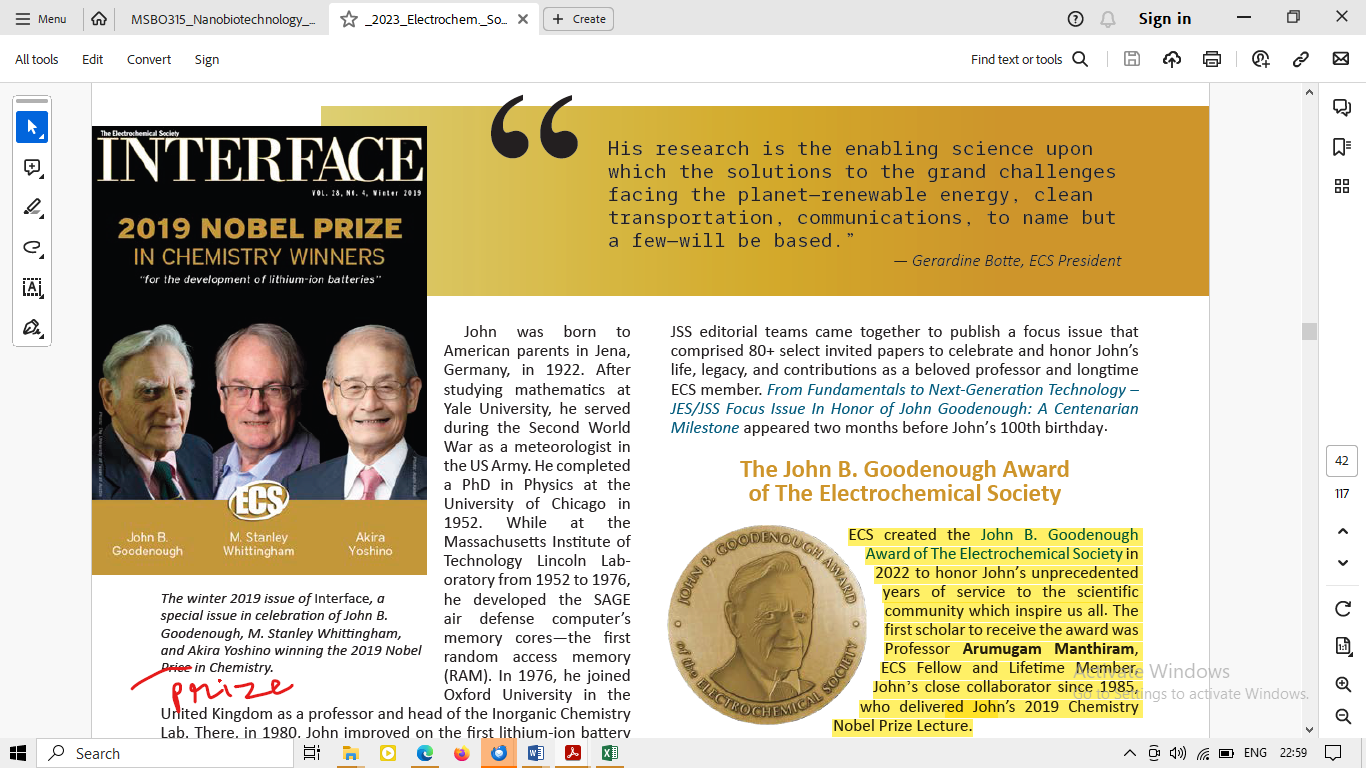 Menu
MSBO315_Nanobiotechnology_...
_2023_Electrochem._So...
Create
Sign in
All tools
Edit
Convert
Sign
Find text or tools
The Electrochemical Society
INTERFACE
VOL. 28, NO. 4, Winter 2019
2019 NOBEL PRIZE
IN CHEMISTRY WINNERS
"for the development of lithium-ion batteries"
ECS
John B.
Goodenough
M. Stanley
Whittingham
Akira
Yoshino
The winter 2019 issue of Interface, a
special issue in celebration of John B.
Goodenough, M. Stanley Whittingham,
and Akira Yoshino winning the 2019 Nobel
Price in Chemistry.
prize
“
His research is the enabling science upon
which the solutions to the grand challenges
facing the planet—renewable energy, clean
transportation, communications, to name but
a few—will be based.”
— Gerardine Botte, ECS President
John was born to
American parents in Jena,
Germany, in 1922. After
studying mathematics at
Yale University, he served
during the Second World
War as a meteorologist in
the US Army. He completed
a PhD in Physics at the
University of Chicago in
1952. While at the
Massachusetts Institute of
Technology Lincoln Lab-
oratory from 1952 to 1976,
he developed the SAGE
air defense computer’s
memory cores—the first
random access memory
(RAM). In 1976, he joined
Oxford University in the
United Kingdom as a professor and head of the Inorganic Chemistry
Lab. There, in 1980, John improved on the first lithium-ion battery
JSS editorial teams came together to publish a focus issue that
comprised 80+ select invited papers to celebrate and honor John’s
life, legacy, and contributions as a beloved professor and longtime
ECS member. From Fundamentals to Next-Generation Technology –
JES/JSS Focus Issue In Honor of John Goodenough: A Centenarian
Milestone appeared two months before John’s 100th birthday.
The John B. Goodenough Award
of The Electrochemical Society
JOHN B. GOODENOUGH AWARD
of the ELECTROCHEMICAL SOCIETY
ECS created the John B. Goodenough
Award of The Electrochemical Society in
2022 to honor John’s unprecedented
years of service to the scientific
community which inspire us all. The
first scholar to receive the award was
Professor Arumugam Manthiram,
ECS Fellow and Lifetime Member,
John’s close collaborator since 1985,
who delivered John’s 2019 Chemistry
Nobel Prize Lecture.
Activate Windows
Go to Settings to activate Windows.
42
117
1:1
Search
ENG
22:59